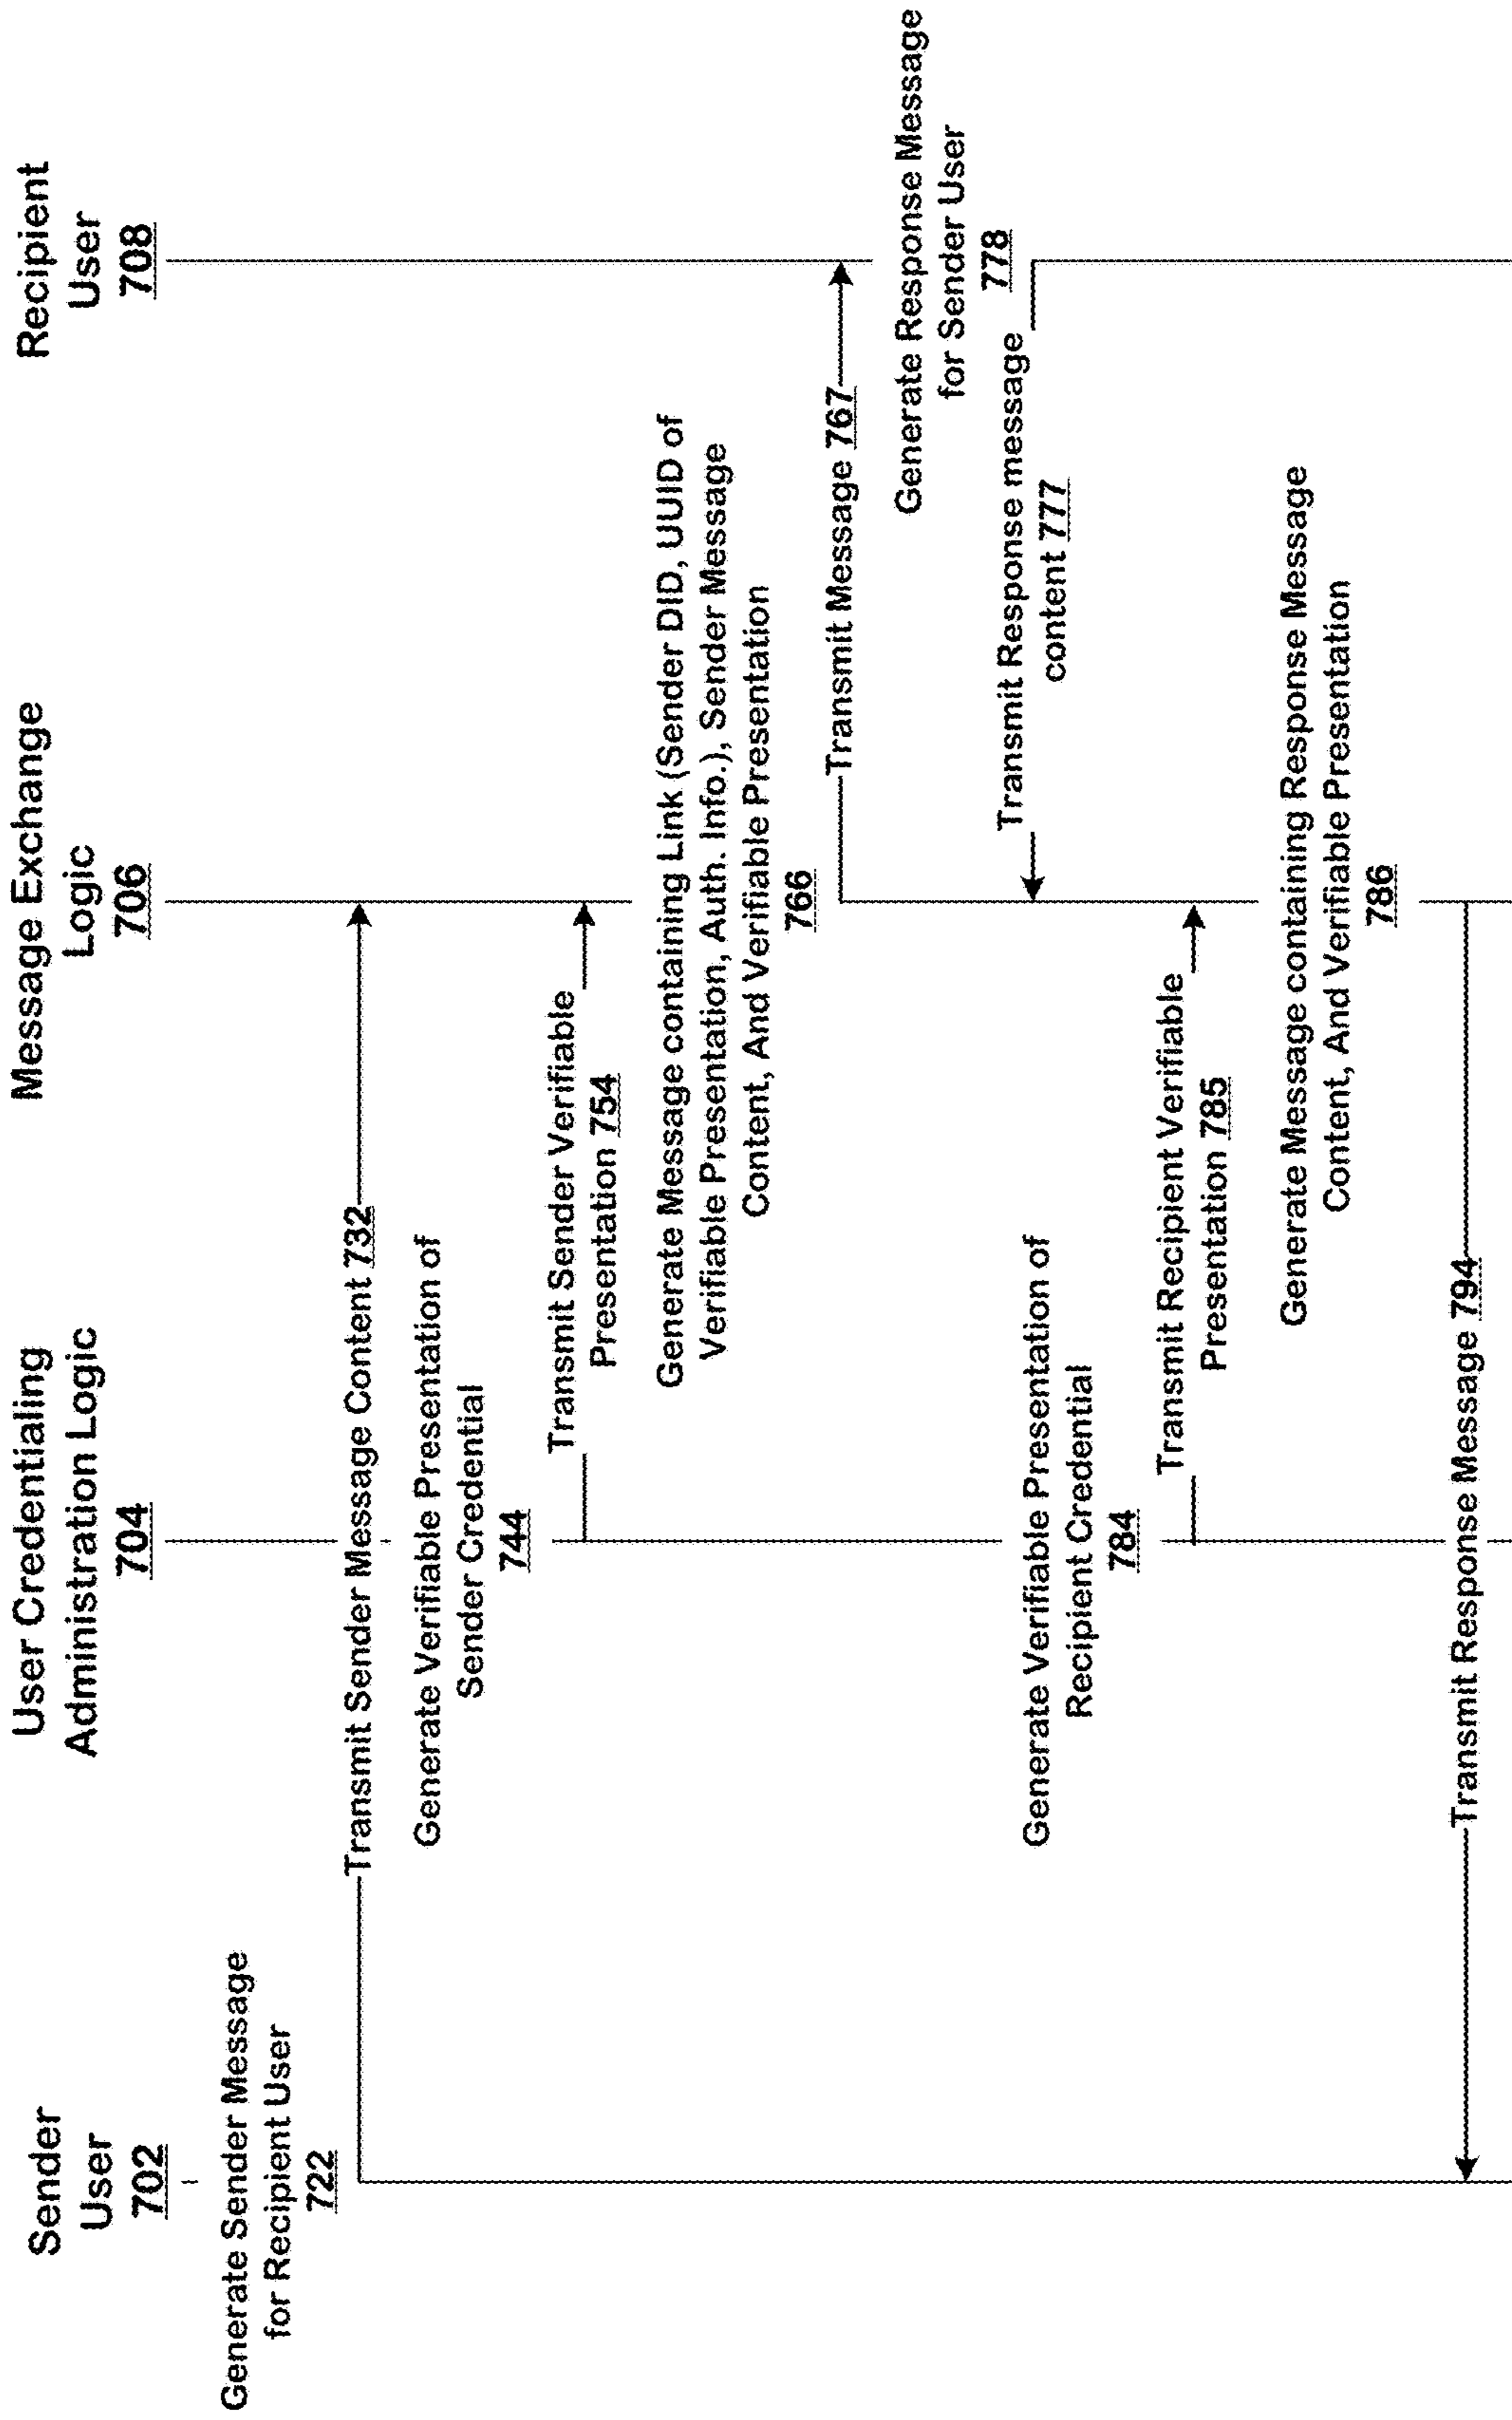 Sender
User
702
User Credentialing
Administration Logic
704
Message Exchange
Logic
706
Recipient
User
708
Generate Sender Message
for Recipient User
722
Transmit Sender Message Content 732
Generate Verifiable Presentation of
Sender Credential
744
Transmit Sender Verifiable
Presentation 754
Generate Message containing Link (Sender DID, UUID of
Verifiable Presentation, Auth. Info.), Sender Message
Content, And Verifiable Presentation
766
Transmit Message 767
Generate Response Message
for Sender User
778
Transmit Response message
content 777
Generate Verifiable Presentation of
Recipient Credential
784
Transmit Recipient Verifiable
Presentation 785
Generate Message containing Response Message
Content, And Verifiable Presentation
786
Transmit Response Message 794